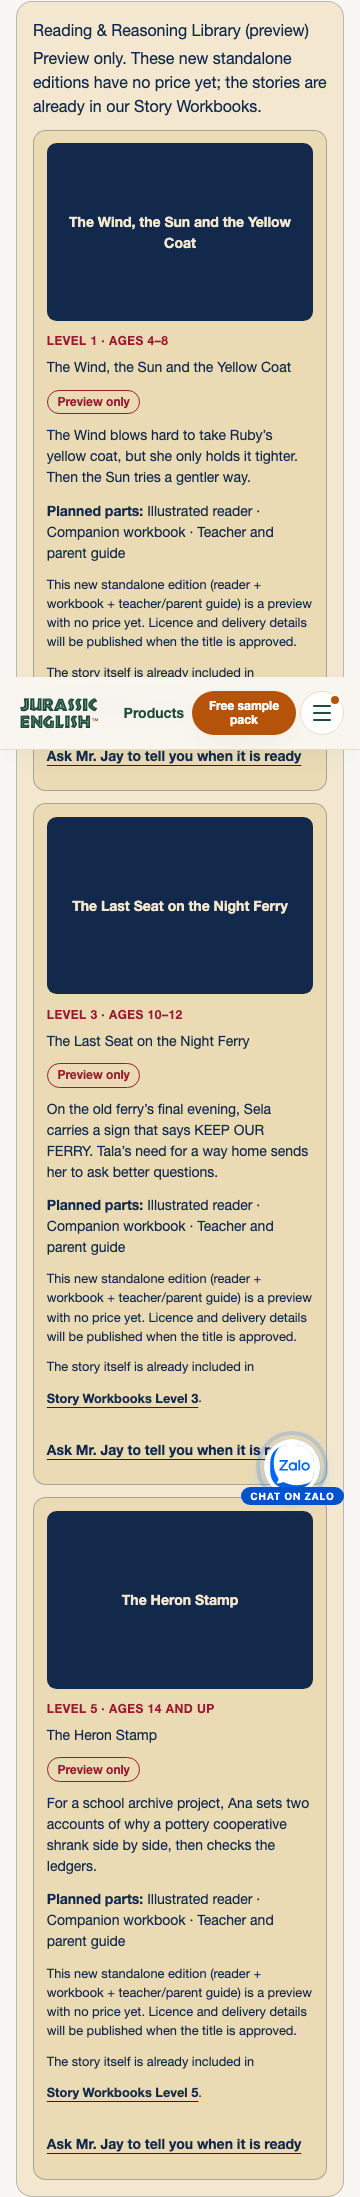 Reading & Reasoning Library (preview)
Preview only. These new standalone
editions have no price yet; the stories are
already in our Story Workbooks.
The Wind, the Sun and the Yellow
Coat
LEVEL 1 · AGES 4–8
The Wind, the Sun and the Yellow Coat
Preview only
The Wind blows hard to take Ruby’s
yellow coat, but she only holds it tighter.
Then the Sun tries a gentler way.
Planned parts: Illustrated reader ·
Companion workbook · Teacher and
parent guide
This new standalone edition (reader +
workbook + teacher/parent guide) is a preview
with no price yet. Licence and delivery details
will be published when the title is approved.
The story itself is already included in
JURASSIC
ENGLISH™
Products
Free sample
pack
Ask Mr. Jay to tell you when it is ready
The Last Seat on the Night Ferry
LEVEL 3 · AGES 10–12
The Last Seat on the Night Ferry
Preview only
On the old ferry’s final evening, Sela
carries a sign that says KEEP OUR
FERRY. Tala’s need for a way home sends
her to ask better questions.
Planned parts: Illustrated reader ·
Companion workbook · Teacher and
parent guide
This new standalone edition (reader +
workbook + teacher/parent guide) is a preview
with no price yet. Licence and delivery details
will be published when the title is approved.
The story itself is already included in
Story Workbooks Level 3.
Ask Mr. Jay to tell you when it is
Zalo
CHAT ON ZALO
The Heron Stamp
LEVEL 5 · AGES 14 AND UP
The Heron Stamp
Preview only
For a school archive project, Ana sets two
accounts of why a pottery cooperative
shrank side by side, then checks the
ledgers.
Planned parts: Illustrated reader ·
Companion workbook · Teacher and
parent guide
This new standalone edition (reader +
workbook + teacher/parent guide) is a preview
with no price yet. Licence and delivery details
will be published when the title is approved.
The story itself is already included in
Story Workbooks Level 5.
Ask Mr. Jay to tell you when it is ready